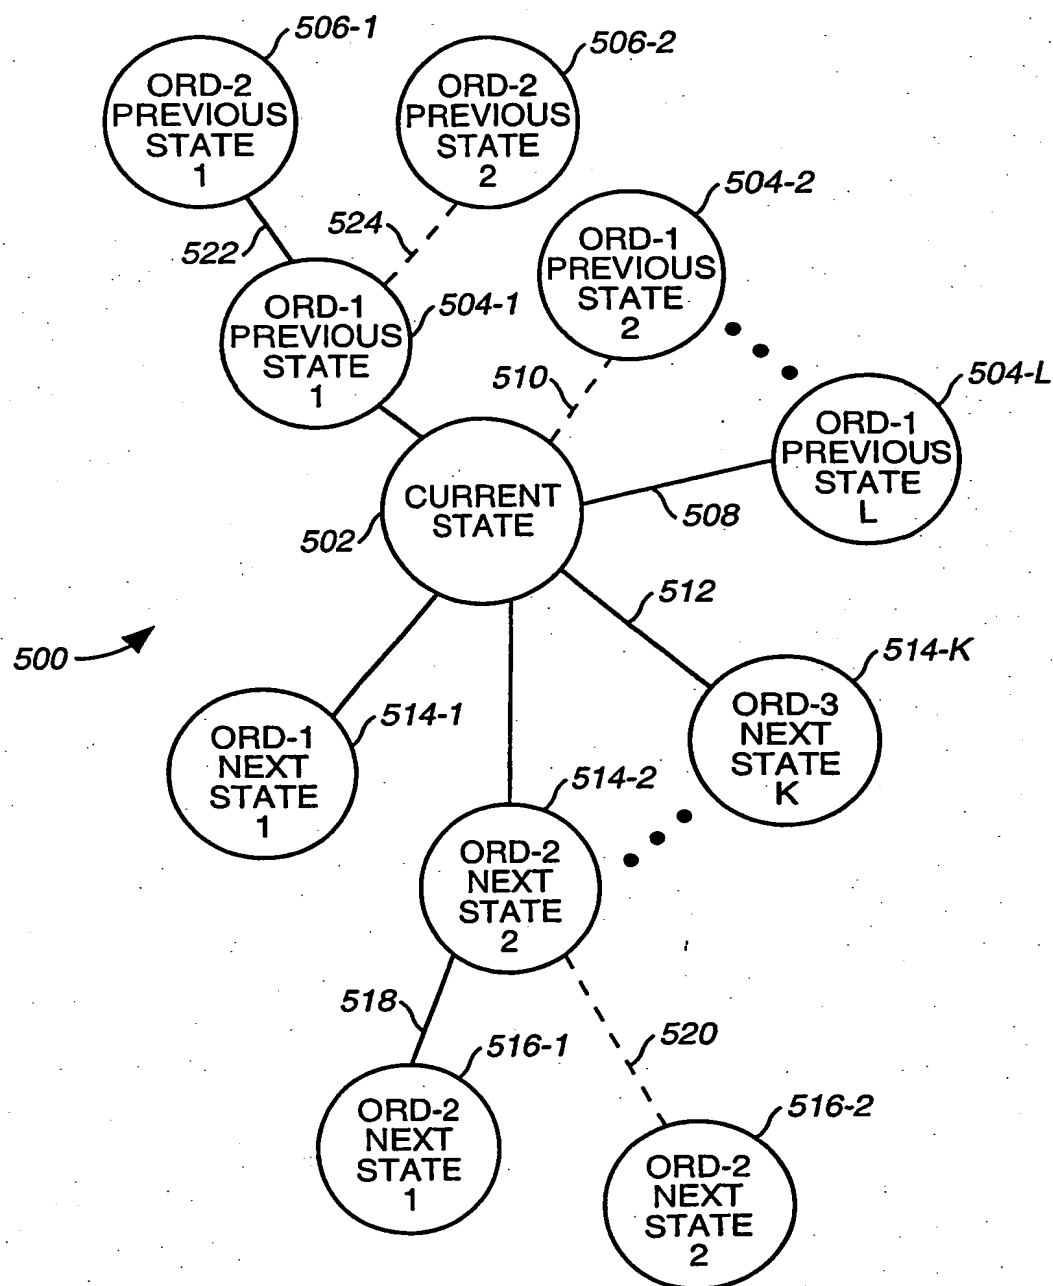 506-1
506-2
ORD-2
PREVIOUS
STATE
1
ORD-2
PREVIOUS
STATE
2
504-2
522
524
ORD-1
PREVIOUS
STATE
2
ORD-1
PREVIOUS
STATE
1
504-1
510
504-L
ORD-1
PREVIOUS
STATE
L
CURRENT
STATE
502
508
512
500
514-K
ORD-3
NEXT
STATE
K
514-1
ORD-1
NEXT
STATE
1
514-2
ORD-2
NEXT
STATE
2
518
520
516-1
ORD-2
NEXT
STATE
1
516-2
ORD-2
NEXT
STATE
2